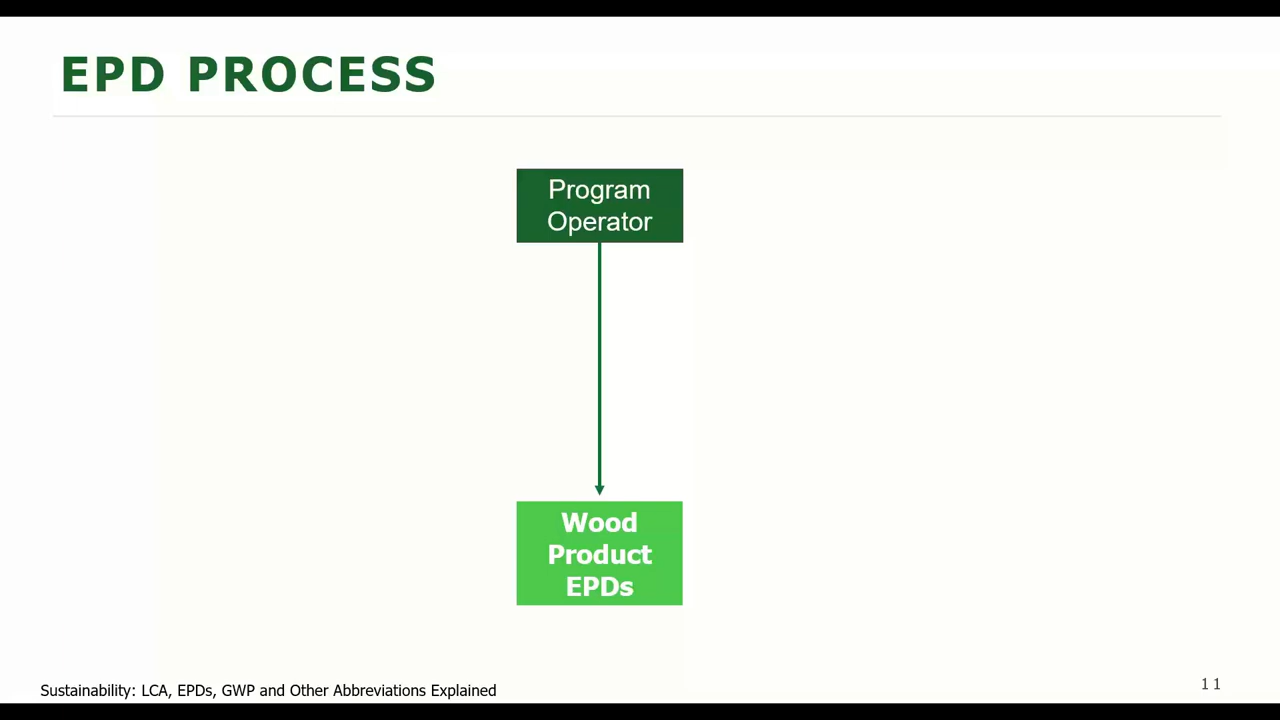 EPD PROCESS
Program
Operator
Wood
Product
EPDs
Sustainability: LCA, EPDs, GWP and Other Abbreviations Explained
11